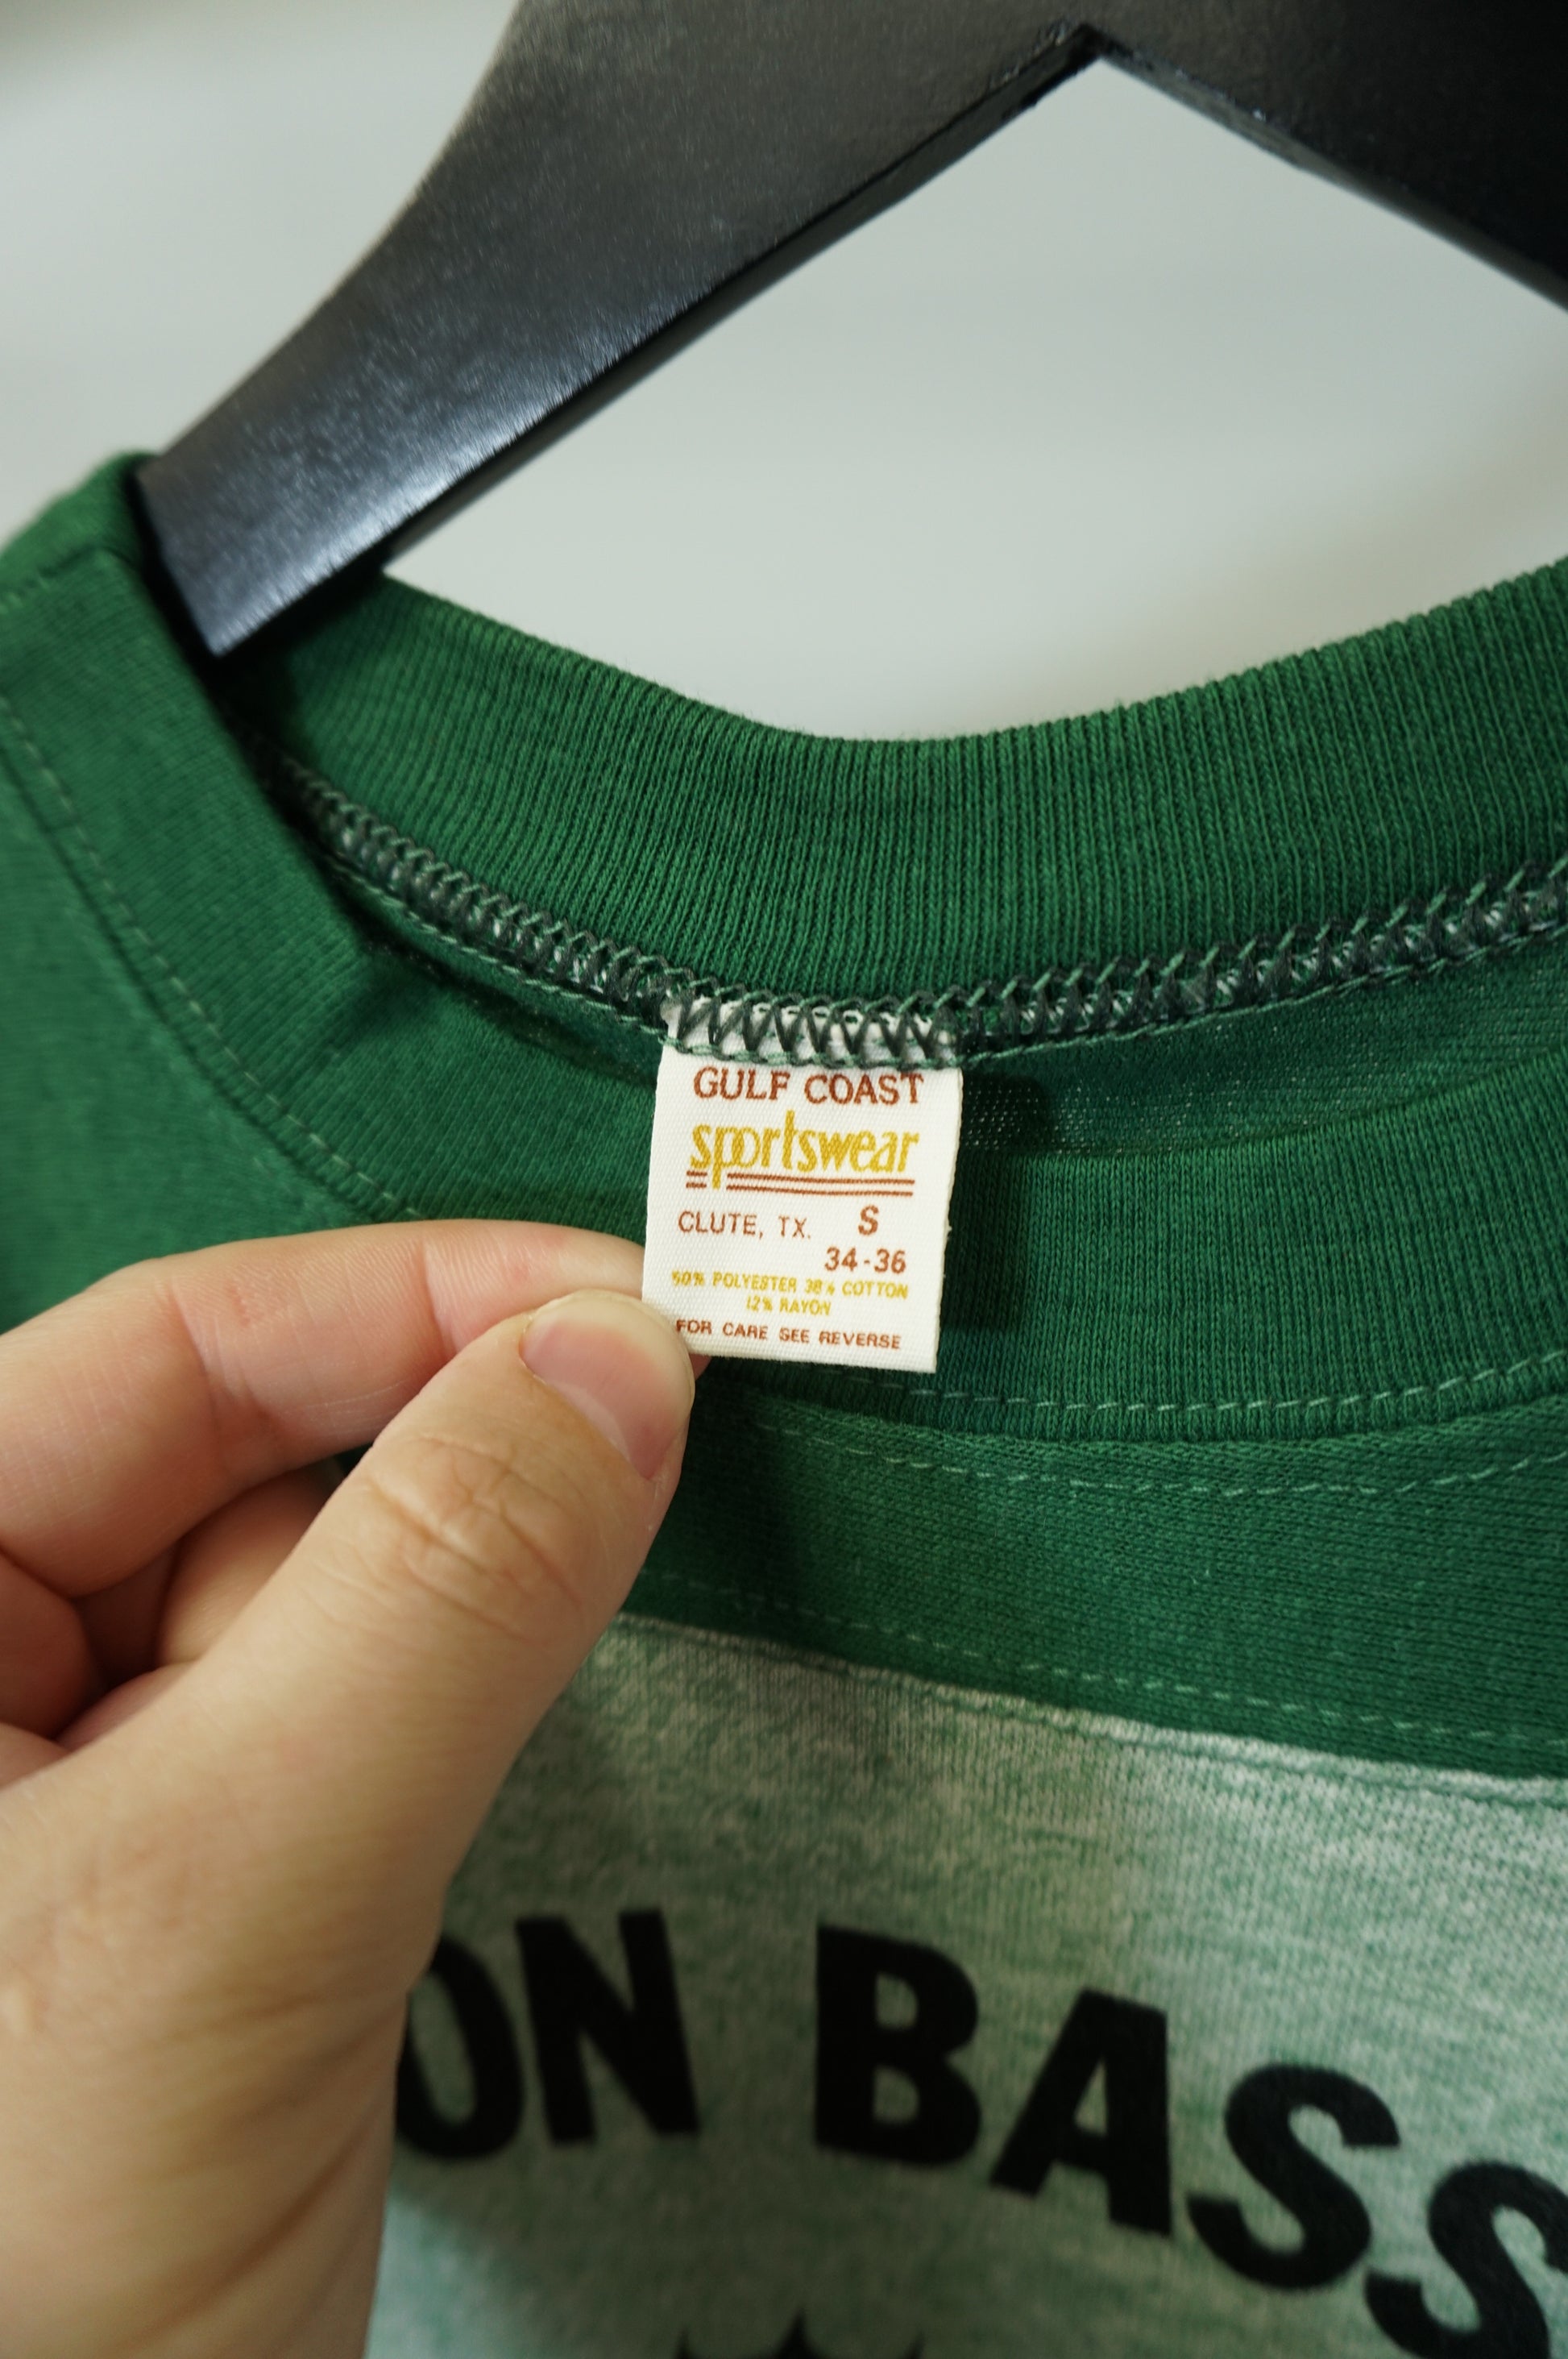 GULF COAST
sportswear
CLUTE, TX. S
34-36
50% POLYESTER 38% COTTON
12% RAYON
FOR CARE SEE REVERSE
ON BASS